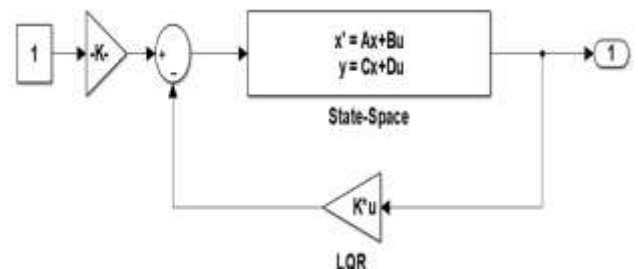 1
-K-
+
−
x' = Ax+Bu
y = Cx+Du
State-Space
1
K*u
LQR